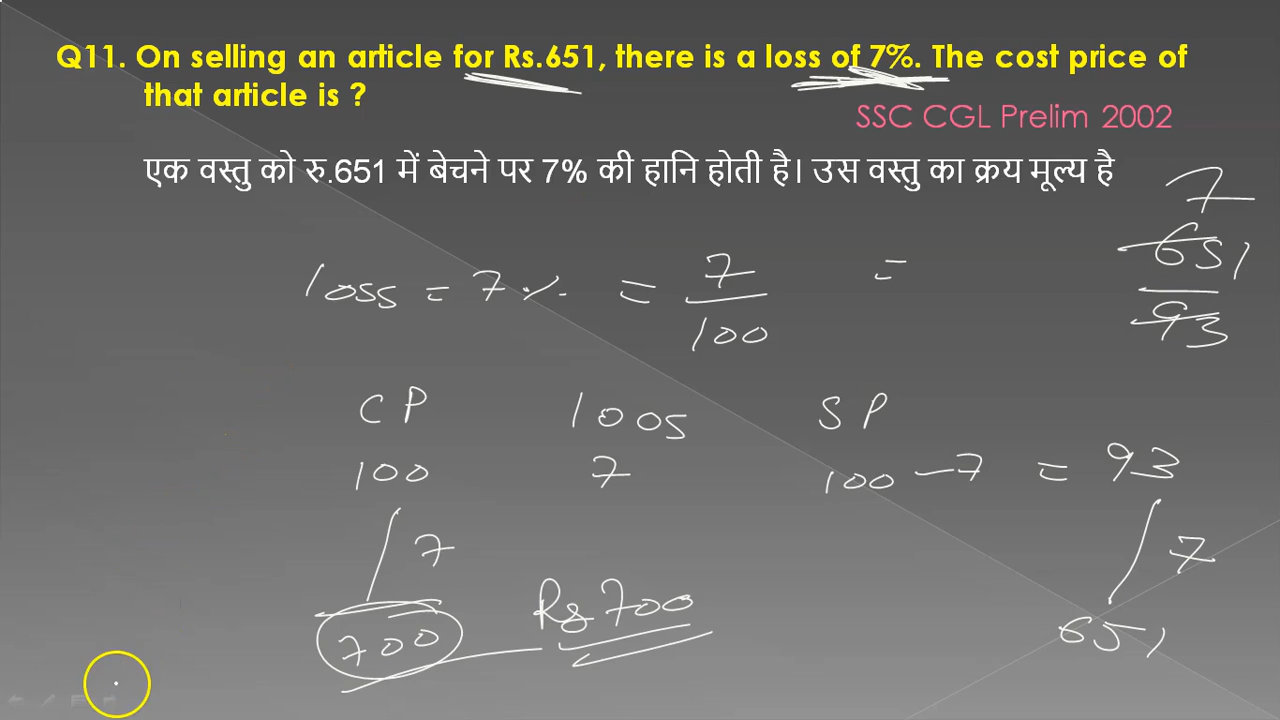 Q11. On selling an article for Rs.651, there is a loss of 7%. The cost price of
that article is ?
SSC CGL Prelim 2002
एक वस्तु को रु.651 में बेचने पर 7% की हानि होती है। उस वस्तु का क्रय मूल्य है
7
651
93
loss = 7% = 7/100 =
CP loss SP
100 7 100 - 7 = 93
7 7
700 Rs 700 651